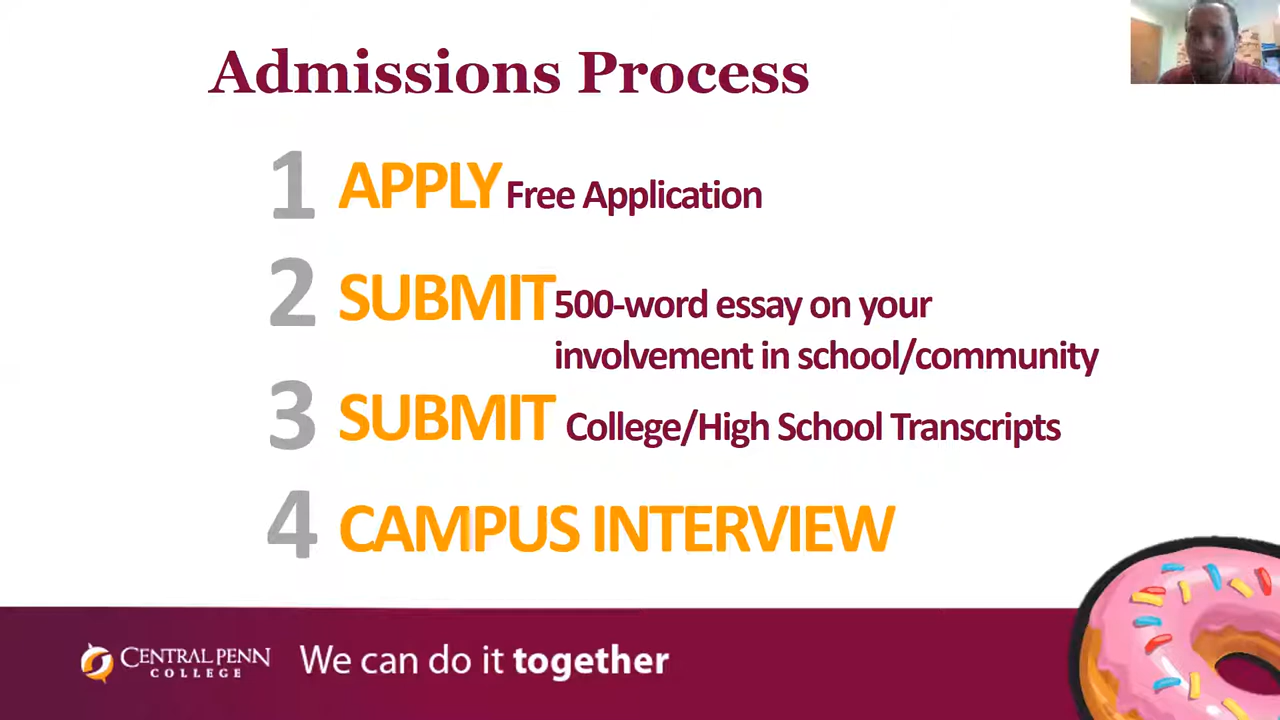 Admissions Process
1 APPLY Free Application
2 SUBMIT 500-word essay on your
involvement in school/community
3 SUBMIT College/High School Transcripts
4 CAMPUS INTERVIEW
CENTRAL PENN
COLLEGE
We can do it together